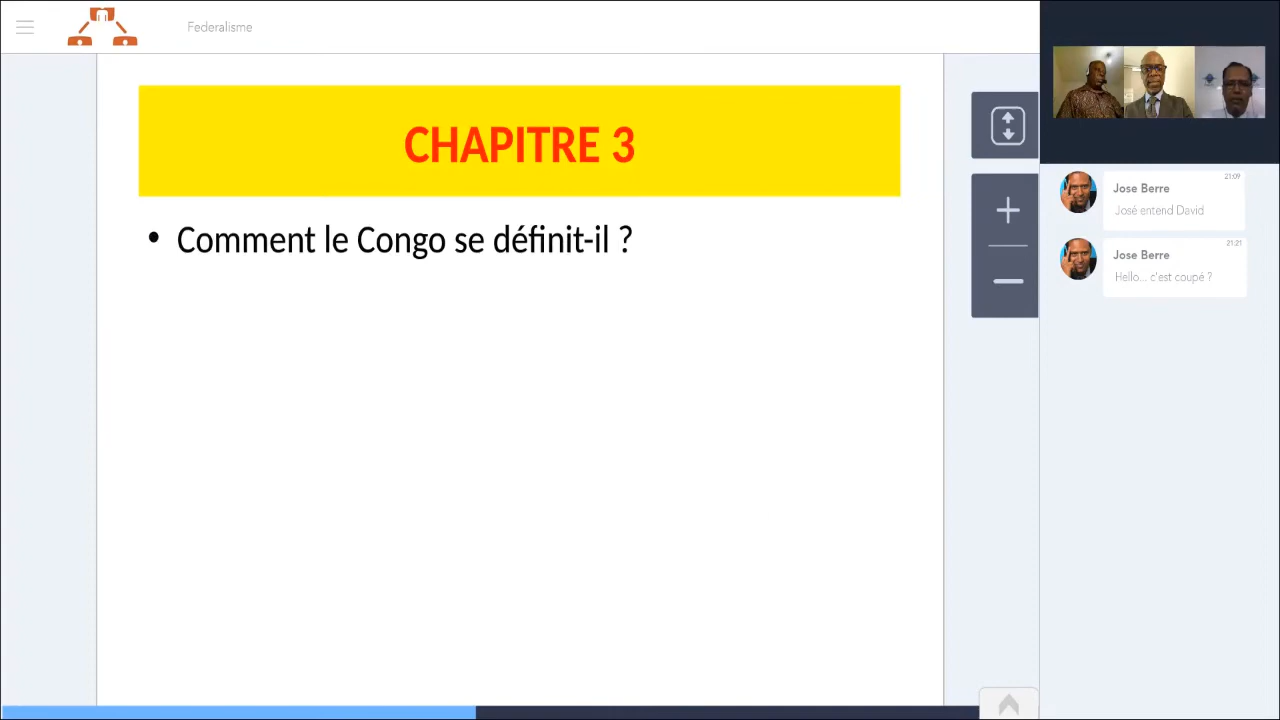 Federalisme
CHAPITRE 3
• Comment le Congo se définit-il ?
21:09
Jose Berre
José entend David
21:21
Jose Berre
Hello... c'est coupé ?